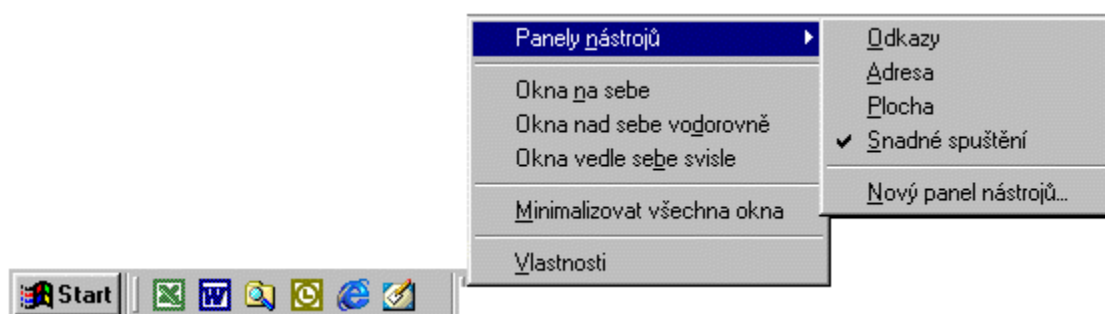 Panely nástrojů
Okna na sebe
Okna nad sebe vodorovně
Okna vedle sebe svisle
Minimalizovat všechna okna
Vlastnosti
Odkazy
Adresa
Plocha
Snadné spuštění
Nový panel nástrojů...
Start